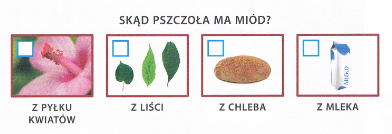 SKĄD PSZCZOŁA MA MIÓD?
Z PYŁKU
KWIATÓW
Z LIŚCI
Z CHLEBA
Z MLEKA
MLEKO